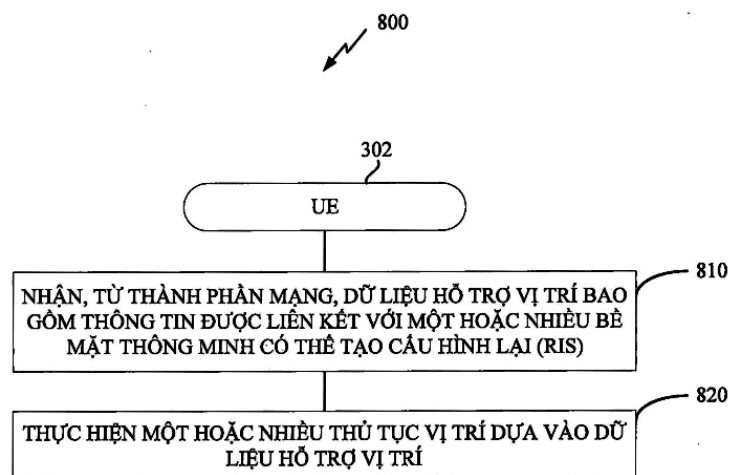 800
302
UE
810
NHẬN, TỪ THÀNH PHẦN MẠNG, DỮ LIỆU HỖ TRỢ VỊ TRÍ BAO
GỒM THÔNG TIN ĐƯỢC LIÊN KẾT VỚI MỘT HOẶC NHIỀU BỀ
MẶT THÔNG MINH CÓ THỂ TẠO CẤU HÌNH LẠI (RIS)
820
THỰC HIỆN MỘT HOẶC NHIỀU THỦ TỤC VỊ TRÍ DỰA VÀO DỮ
LIỆU HỖ TRỢ VỊ TRÍ